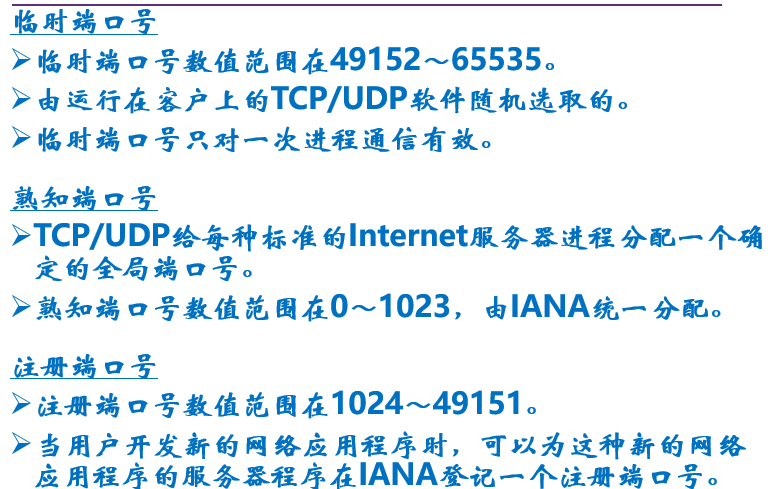 临时端口号
➢临时端口号数值范围在49152～65535。
➢由运行在客户上的TCP/UDP软件随机选取的。
➢临时端口号只对一次进程通信有效。
熟知端口号
➢TCP/UDP给每种标准的Internet服务器进程分配一个确
定的全局端口号。
➢熟知端口号数值范围在0～1023，由IANA统一分配。
注册端口号
➢注册端口号数值范围在1024～49151。
➢当用户开发新的网络应用程序时，可以为这种新的网络
应用程序的服务器程序在IANA登记一个注册端口号。